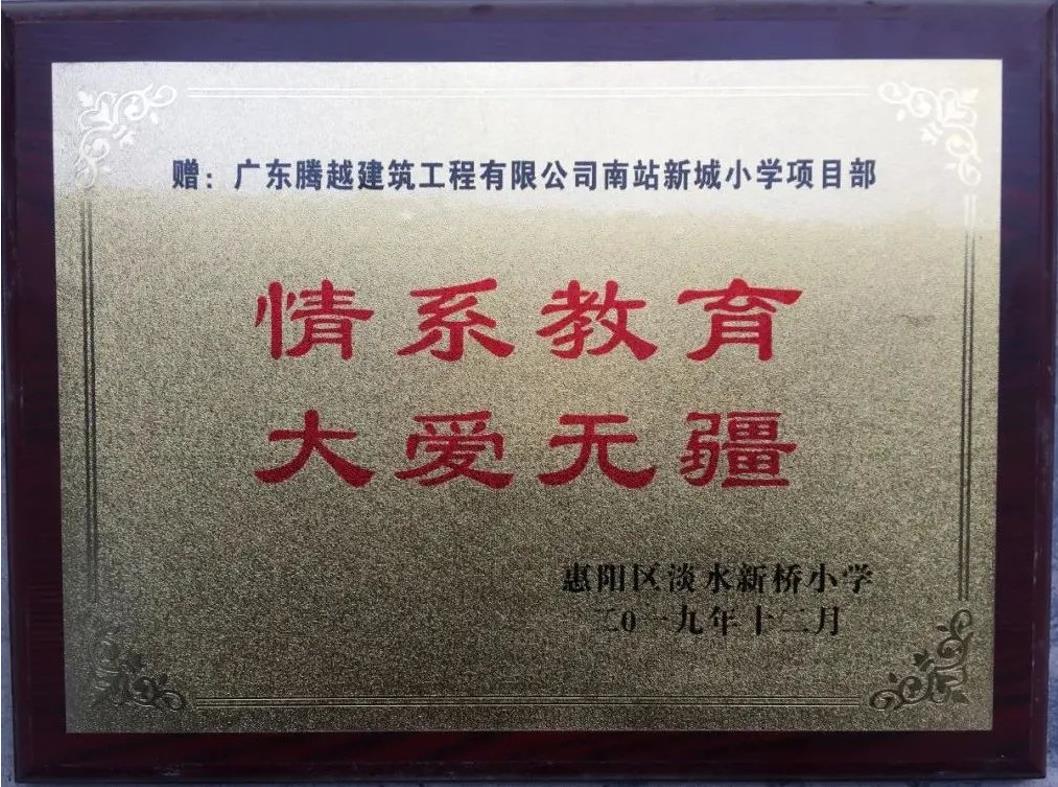 赠：广东腾越建筑工程有限公司南站新城小学项目部
情系教育
大爱无疆
惠阳区淡水新桥小学
二0一九年十二月